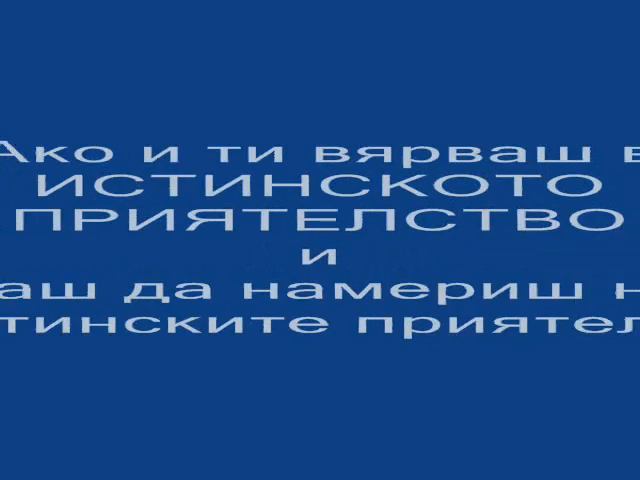 Ако и ти вярваш в
ИСТИНСКОТО
ПРИЯТЕЛСТВО
и
аш да намериш н
тинските приятел